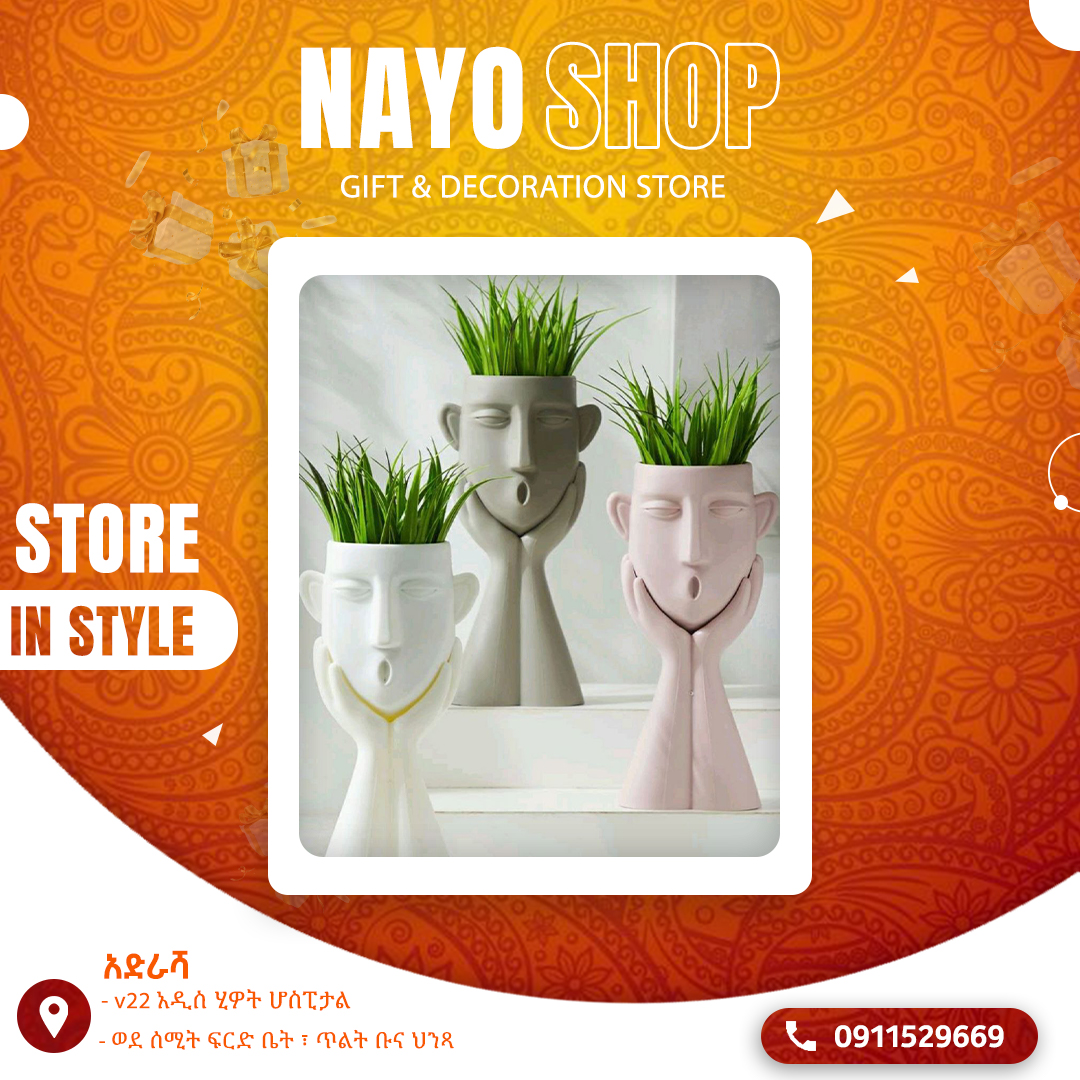 NAYO SHOP
GIFT & DECORATION STORE
STORE
IN STYLE
አድራሻ
- v22 አዲስ ሂዎት ሆስፒታል
- ወደ ሰሚት ፍርድ ቤት ፣ ጥልት ቡና ህንጻ
0911529669